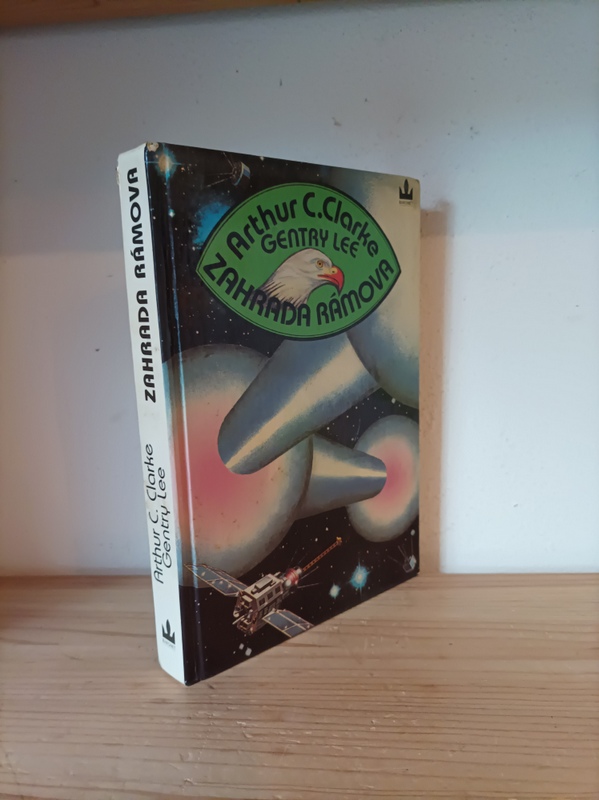 Arthur C. Clarke
GENTRY LEE
ZAHRADA RÁMOVA
ZAHRADA RÁMOVA
Arthur C. Clarke
Gentry Lee